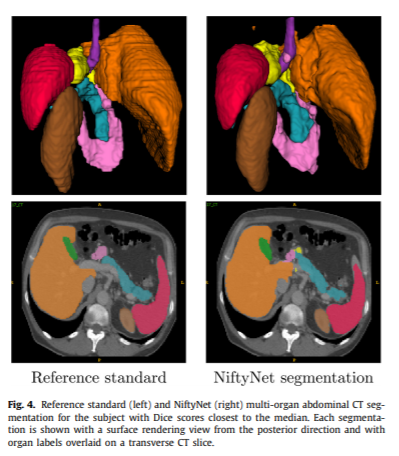 Reference standard
NiftyNet segmentation
Fig. 4. Reference standard (left) and NiftyNet (right) multi-organ abdominal CT seg-
mentation for the subject with Dice scores closest to the median. Each segmenta-
tion is shown with a surface rendering view from the posterior direction and with
organ labels overlaid on a transverse CT slice.